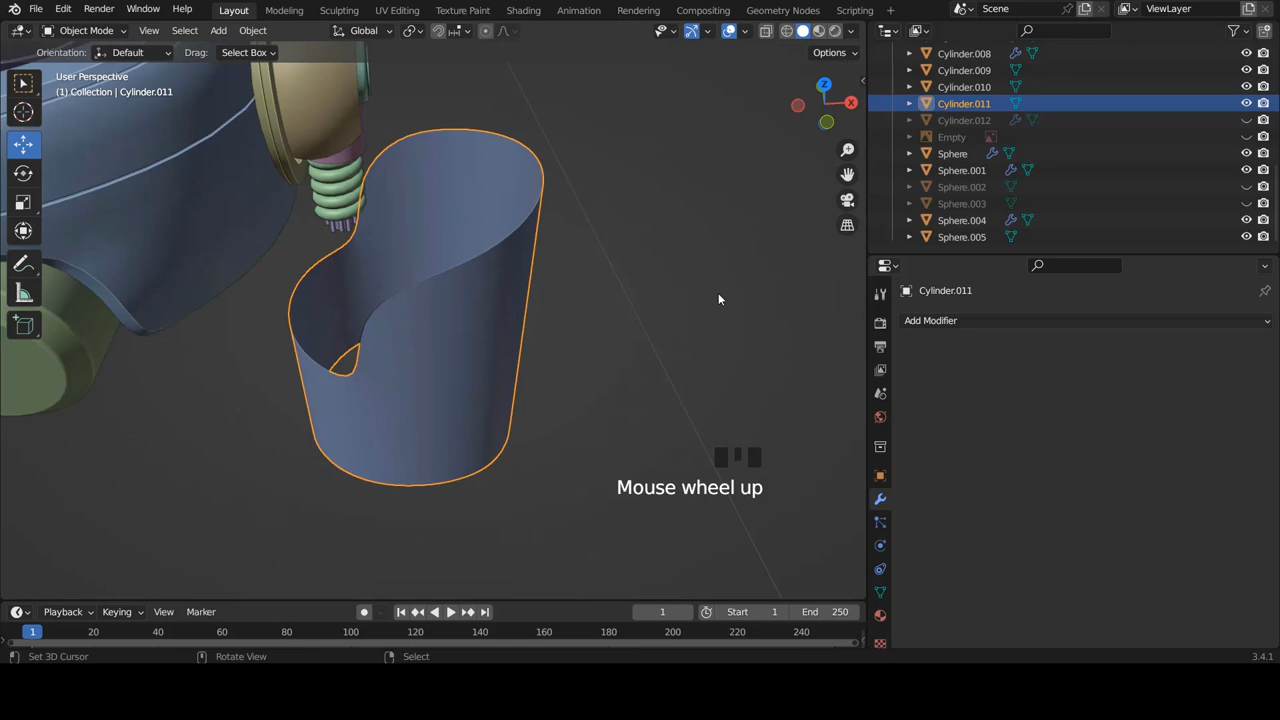 File Edit Render Window Help Layout Modeling Sculpting UV Editing Texture Paint Shading Animation Rendering Compositing Geometry Nodes Scripting Scene ViewLayer
Object Mode View Select Add Object Global
Orientation: Default Drag: Select Box Options
User Perspective
(1) Collection | Cylinder.011
Z
X
Cylinder.008
Cylinder.009
Cylinder.010
Cylinder.011
Cylinder.012
Empty
Sphere
Sphere.001
Sphere.002
Sphere.003
Sphere.004
Sphere.005
Cylinder.011
Add Modifier
Mouse wheel up
Playback Keying View Marker 1 Start 1 End 250
1 20 40 60 80 100 120 140 160 180 200 220 240
Set 3D Cursor Rotate View Select 3.4.1